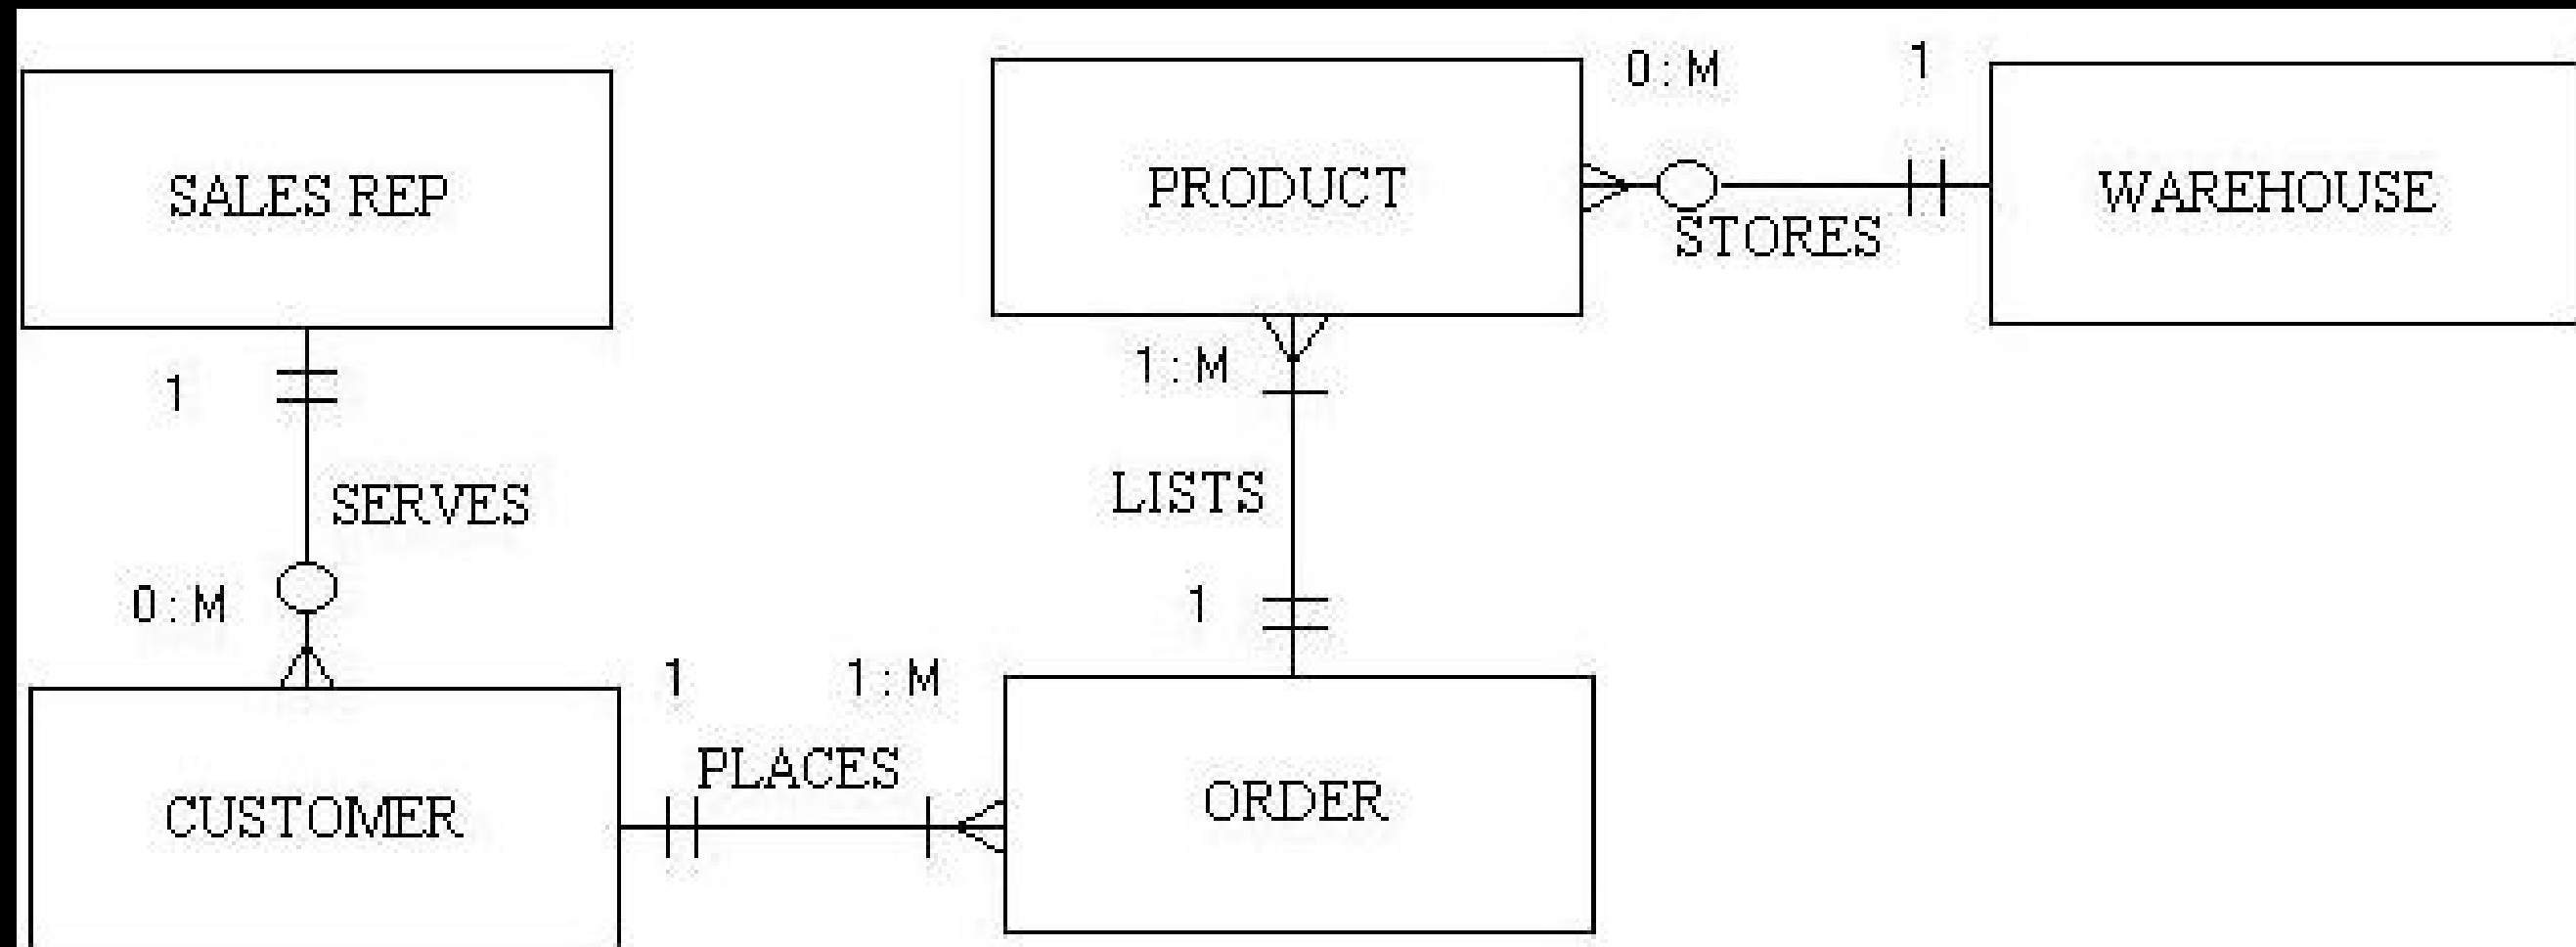 0:M 1
SALES REP PRODUCT WAREHOUSE
STORES
1 1:M
SERVES LISTS
0:M 1
1 1:M
PLACES
CUSTOMER ORDER